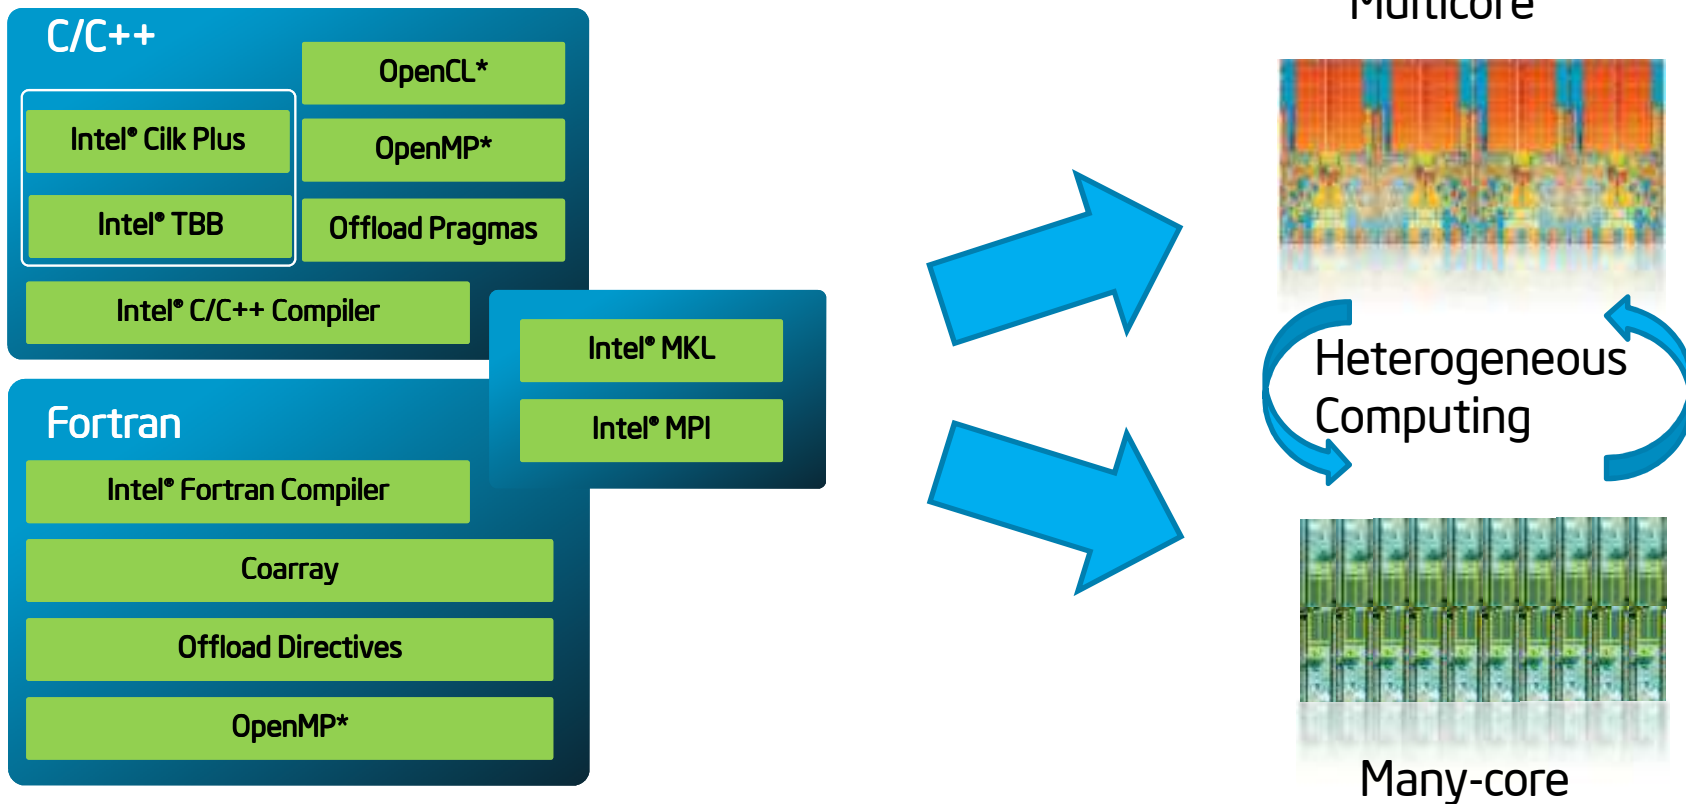 C/C++
OpenCL*
Intel® Cilk Plus
OpenMP*
Intel® TBB
Offload Pragmas
Intel® C/C++ Compiler
Intel® MKL
Intel® MPI
Fortran
Intel® Fortran Compiler
Coarray
Offload Directives
OpenMP*
Multicore
Heterogeneous
Computing
Many-core